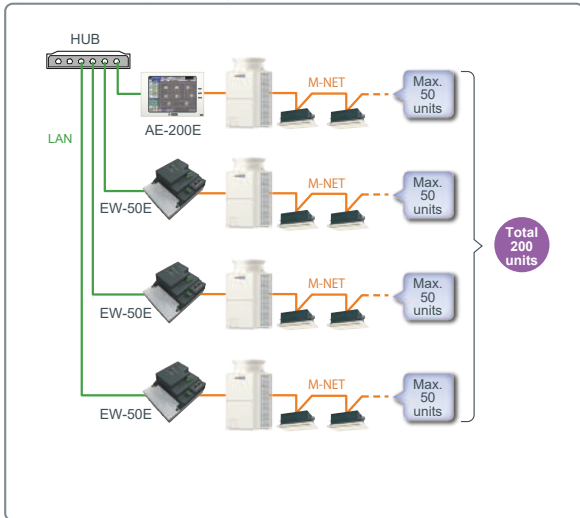 HUB
M-NET
Max.
50
units
AE-200E
LAN
M-NET
Max.
50
units
EW-50E
Total
200
units
M-NET
Max.
50
units
EW-50E
M-NET
Max.
50
units
EW-50E